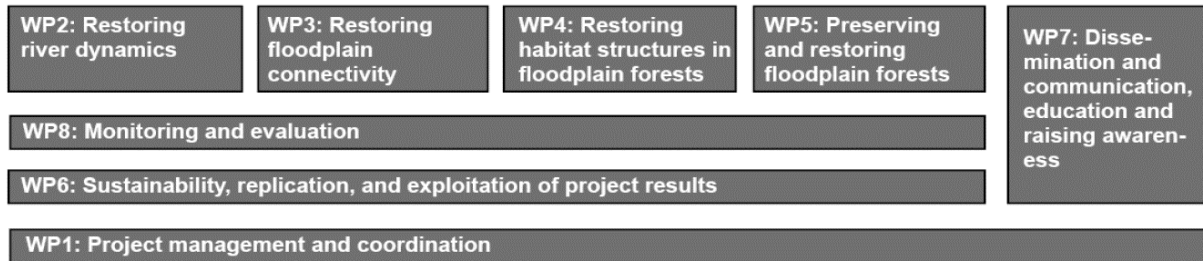 WP2: Restoring
river dynamics
WP3: Restoring
floodplain
connectivity
WP4: Restoring
habitat structures in
floodplain forests
WP5: Preserving
and restoring
floodplain forests
WP7: Disse-
mination and
communication,
education and
raising awaren-
ess
WP8: Monitoring and evaluation
WP6: Sustainability, replication, and exploitation of project results
WP1: Project management and coordination